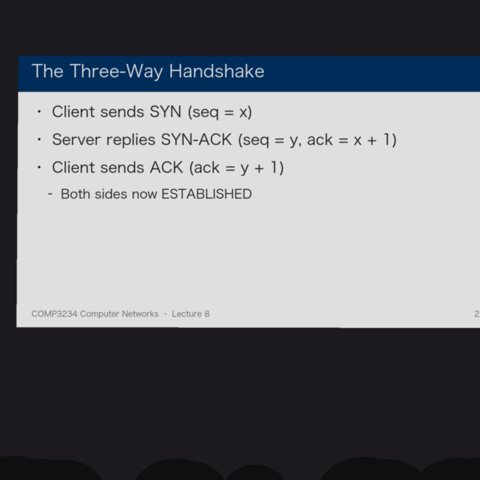 The Three-Way Handshake
· Client sends SYN (seq = x)
· Server replies SYN-ACK (seq = y, ack = x + 1)
· Client sends ACK (ack = y + 1)
- Both sides now ESTABLISHED
COMP3234 Computer Networks · Lecture 8
2